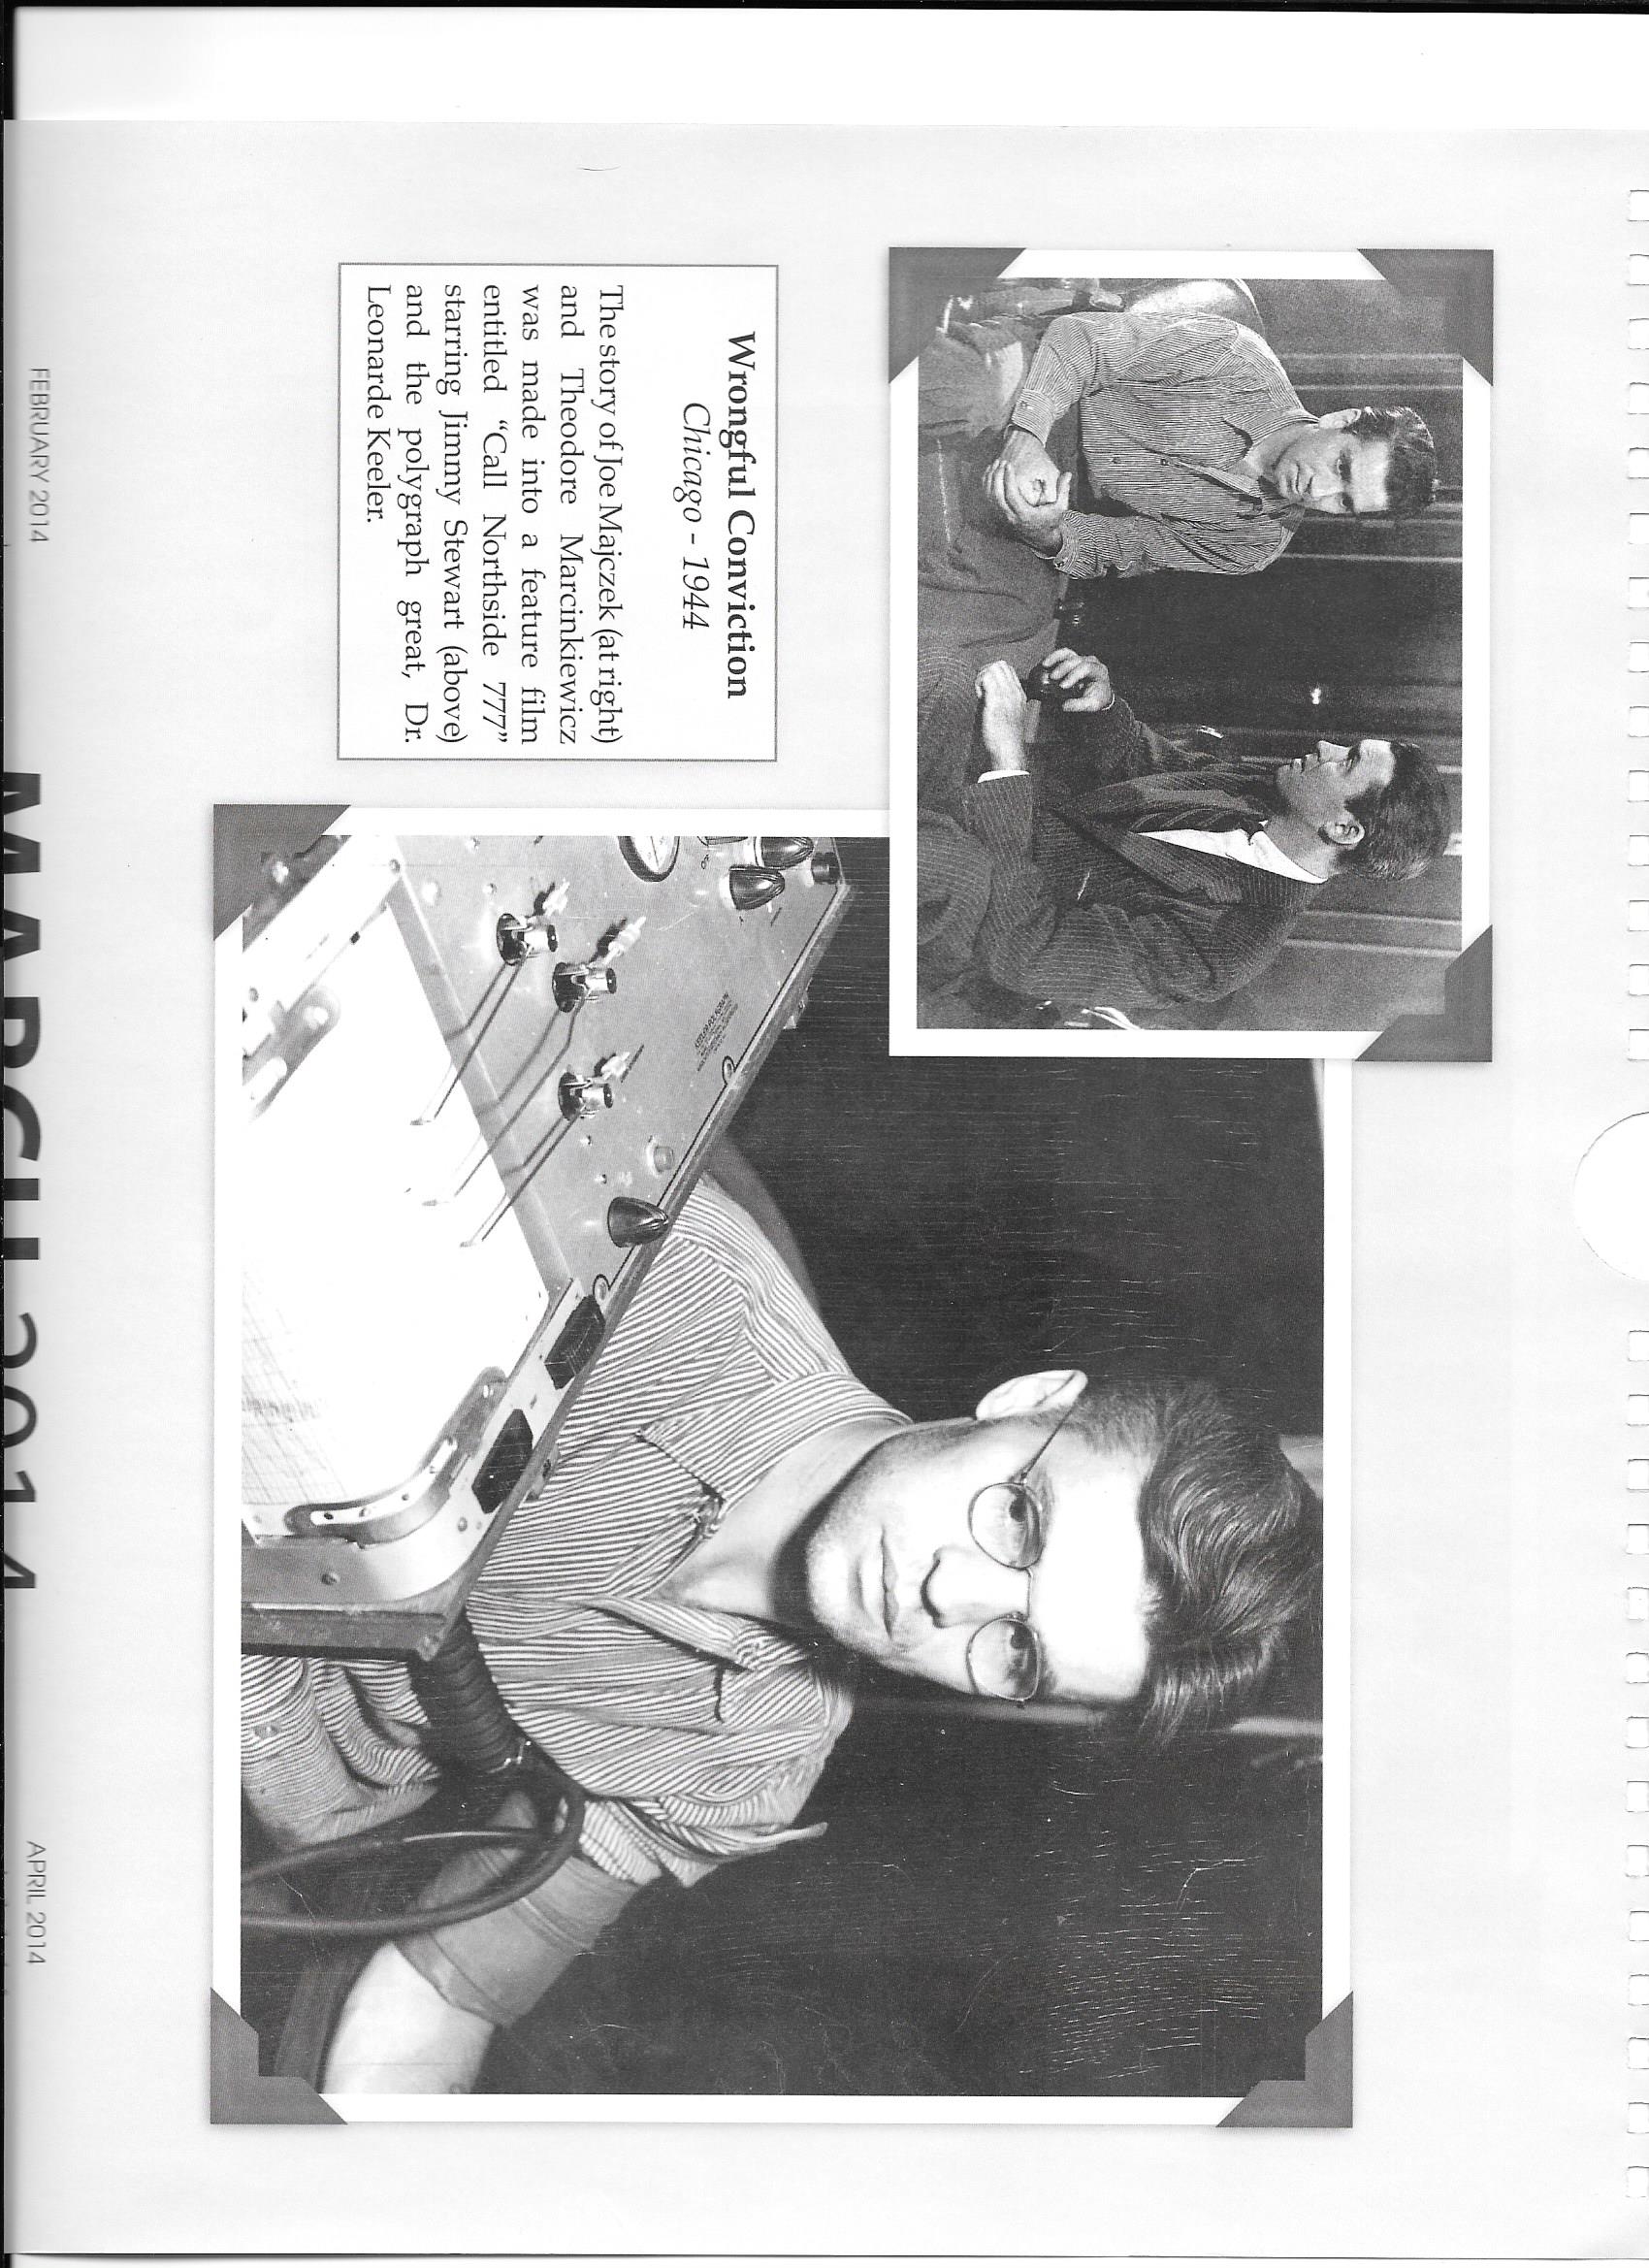 Wrongful Conviction
Chicago - 1944
The story of Joe Majczek (at right)
and Theodore Marcinkiewicz
was made into a feature film
entitled “Call Northside 777”
starring Jimmy Stewart (above)
and the polygraph great, Dr.
Leonarde Keeler.
FEBRUARY 2014
MARCH 2014
APRIL 2014